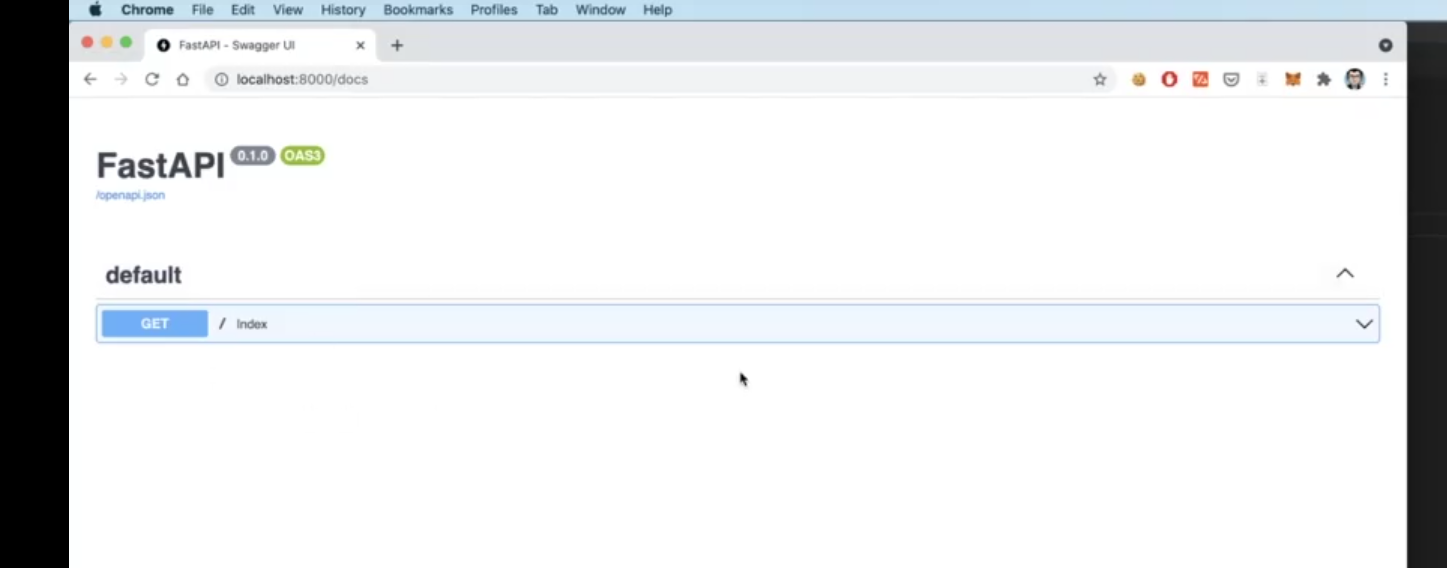 Chrome File Edit View History Bookmarks Profiles Tab Window Help
FastAPI - Swagger UI
localhost:8000/docs
FastAPI 0.1.0 OAS3
/openapi.json
default
GET / Index